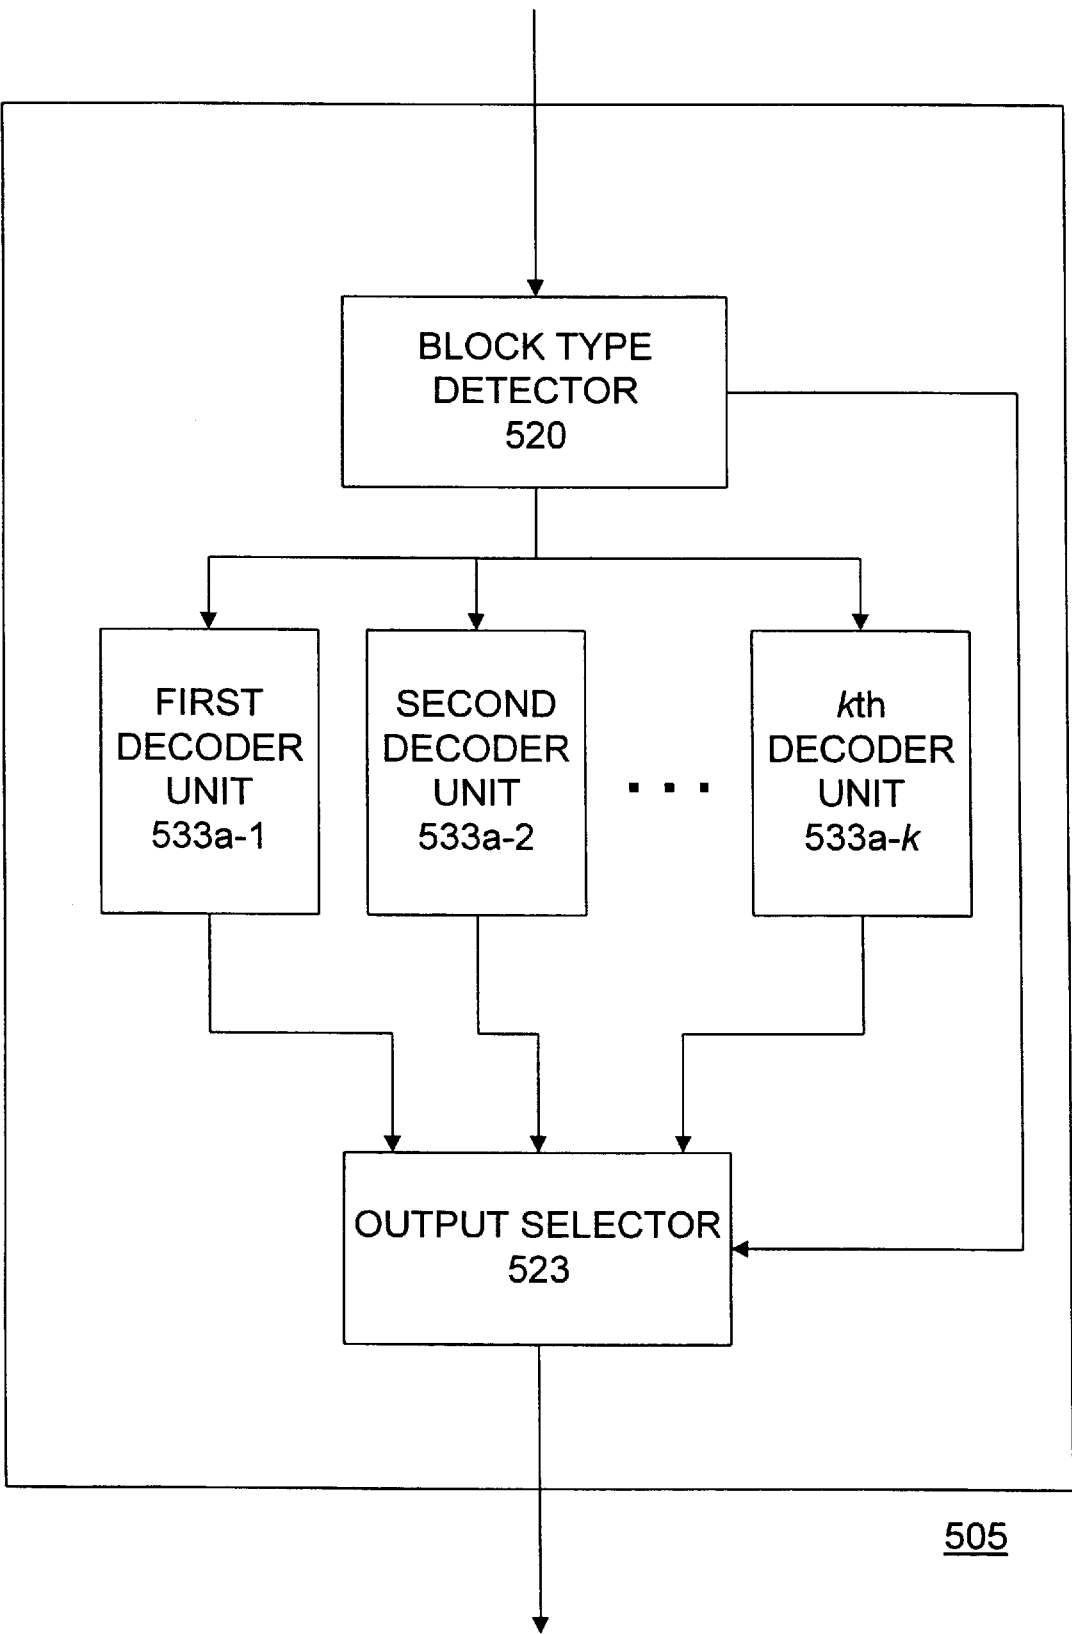 BLOCK TYPE
DETECTOR
520
FIRST
DECODER
UNIT
533a-1
SECOND
DECODER
UNIT
533a-2
. . .
kth
DECODER
UNIT
533a-k
OUTPUT SELECTOR
523
505